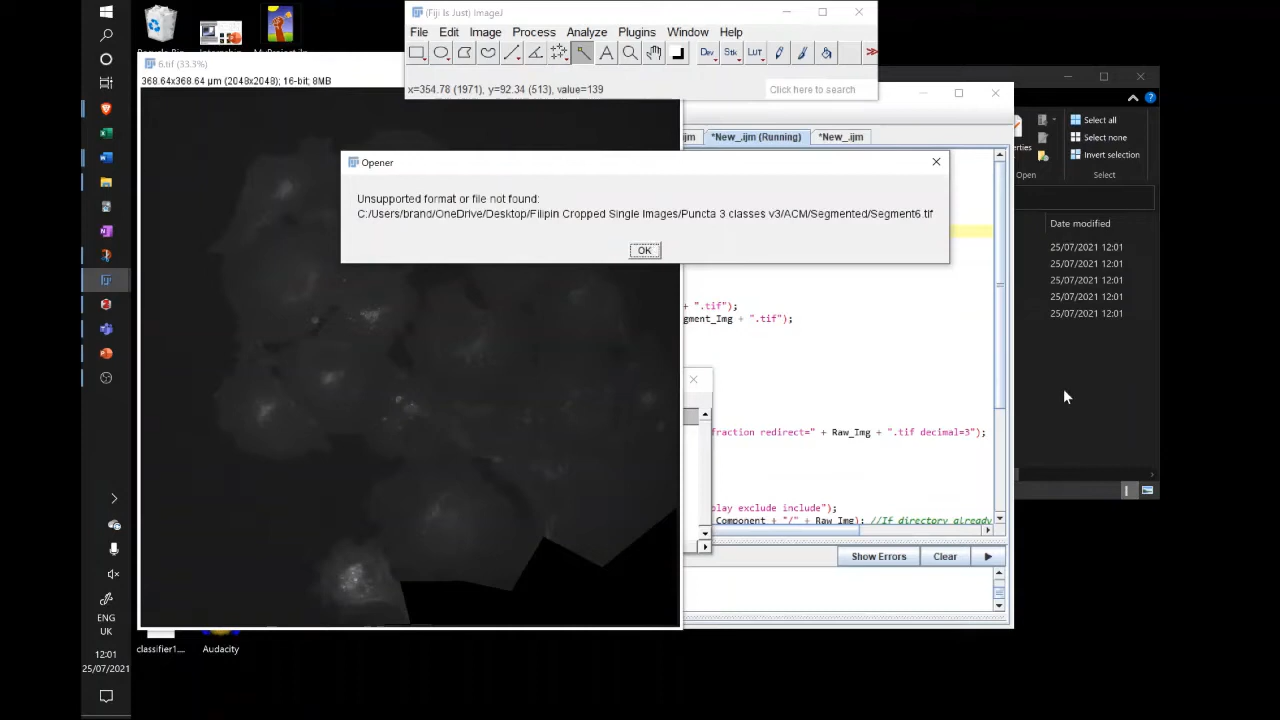 (Fiji Is Just) ImageJ
File Edit Image Process Analyze Plugins Window Help
Dev Stk LUT
x=354.78 (1971), y=92.34 (513), value=139
Click here to search
6.tif (33.3%)
368.64x368.64 µm (2048x2048); 16-bit; 8MB
*New_.ijm (Running)
*New_.ijm
Opener
Unsupported format or file not found:
C:/Users/brand/OneDrive/Desktop/Filipin Cropped Single Images/Puncta 3 classes v3/ACM/Segmented/Segment6.tif
OK
Select all
Select none
Invert selection
Open
Select
Date modified
25/07/2021 12:01
25/07/2021 12:01
25/07/2021 12:01
25/07/2021 12:01
25/07/2021 12:01
+ ".tif");
gment_Img + ".tif");
fraction redirect=" + Raw_Img + ".tif decimal=3");
play exclude include");
Component + "/" + Raw_Img); //If directory already
Show Errors
Clear
classifier1....
Audacity
ENG
UK
12:01
25/07/2021